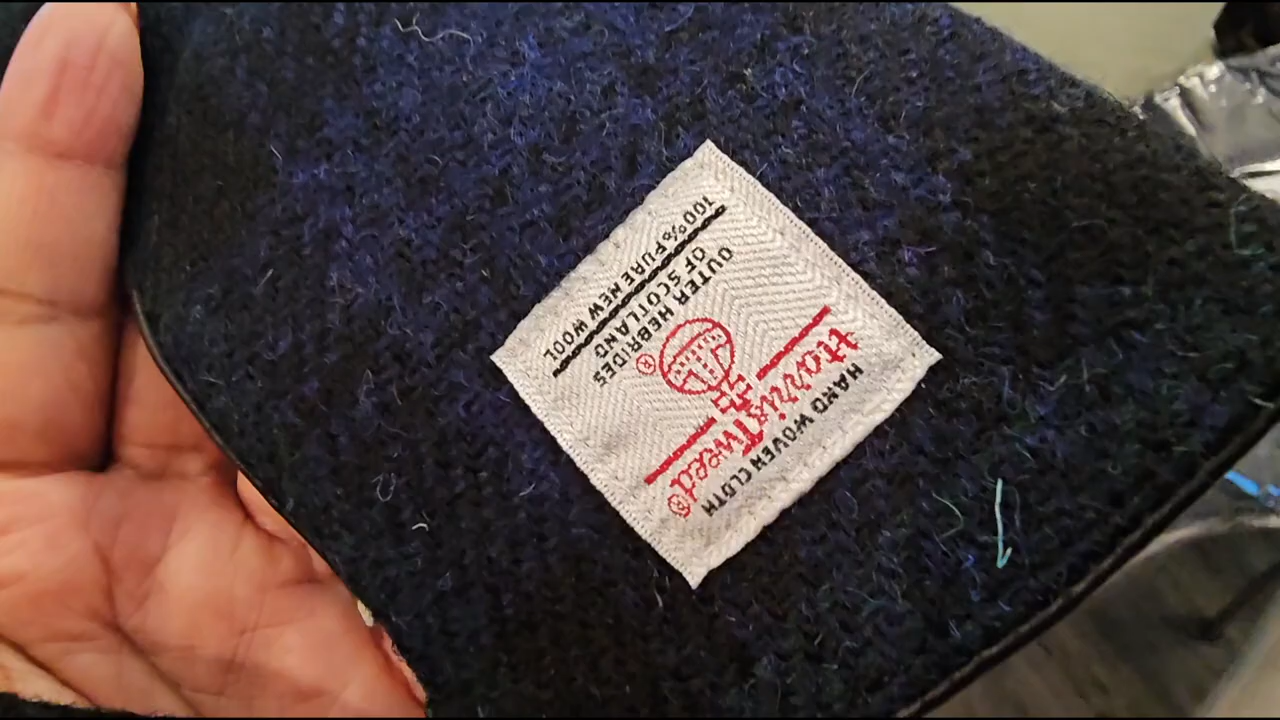 HAND WOVEN CLOTH
Harris Tweed®
®
OUTER HEBRIDES
OF SCOTLAND
100% PURE NEW WOOL